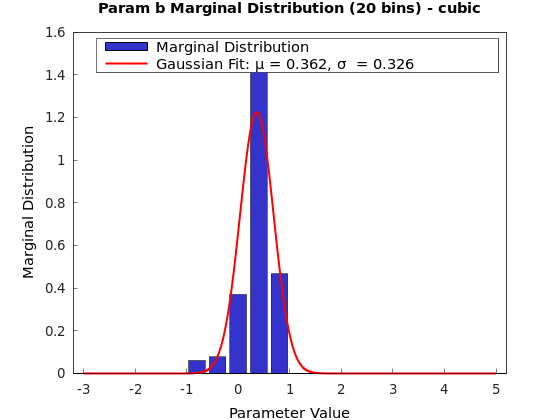 Param b Marginal Distribution (20 bins) - cubic
Marginal Distribution
Gaussian Fit: μ = 0.362, σ = 0.326
1.6
1.4
1.2
1
0.8
0.6
0.4
0.2
0
Marginal Distribution
-3 -2 -1 0 1 2 3 4 5
Parameter Value